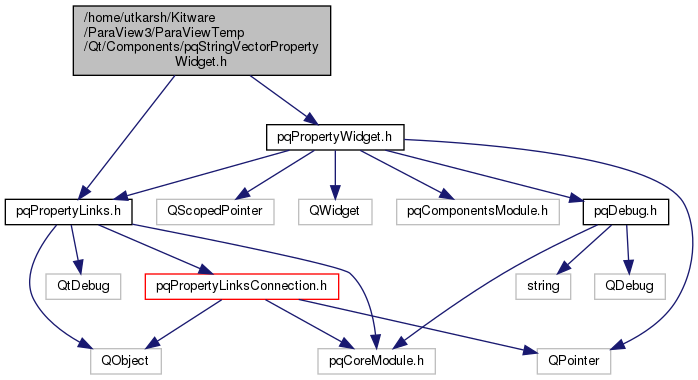 /home/utkarsh/Kitware
/ParaView3/ParaViewTemp
/Qt/Components/pqStringVectorProperty
Widget.h
pqPropertyWidget.h
pqPropertyLinks.h
QScopedPointer
QWidget
pqComponentsModule.h
pqDebug.h
QtDebug
pqPropertyLinksConnection.h
string
QDebug
QObject
pqCoreModule.h
QPointer